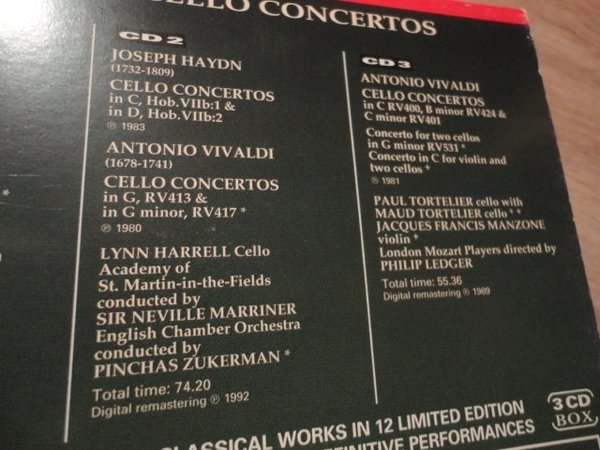 CELLO CONCERTOS
CD 2
JOSEPH HAYDN
(1732-1809)
CELLO CONCERTOS
in C, Hob.VIIb:1 &
in D, Hob.VIIb:2
℗ 1983
ANTONIO VIVALDI
(1678-1741)
CELLO CONCERTOS
in G, RV413 &
in G minor, RV417 *
℗ 1980
LYNN HARRELL Cello
Academy of
St. Martin-in-the-Fields
conducted by
SIR NEVILLE MARRINER
English Chamber Orchestra
conducted by
PINCHAS ZUKERMAN *
Total time: 74.20
Digital remastering ℗ 1992
CD 3
ANTONIO VIVALDI
CELLO CONCERTOS
in C RV400, B minor RV424 &
C minor RV401
Concerto for two cellos
in G minor RV531 *
Concerto in C for violin and
two cellos +
℗ 1981
PAUL TORTELIER cello with
MAUD TORTELIER cello * +
JACQUES FRANCIS MANZONE
violin +
London Mozart Players directed by
PHILIP LEDGER
Total time: 55.36
Digital remastering ℗ 1989
3 CD
BOX
CLASSICAL WORKS IN 12 LIMITED EDITION
PERFORMANCES